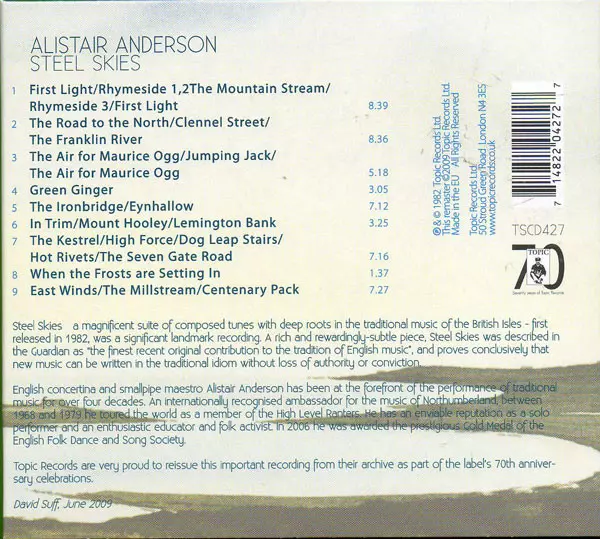 ALISTAIR ANDERSON
STEEL SKIES
1 First Light/Rhymeside 1,2The Mountain Stream/
Rhymeside 3/First Light 8.39
2 The Road to the North/Clennel Street/
The Franklin River 8.36
3 The Air for Maurice Ogg/Jumping Jack/
The Air for Maurice Ogg 5.18
4 Green Ginger 3.05
5 The Ironbridge/Eynhallow 7.12
6 In Trim/Mount Hooley/Lemington Bank 3.25
7 The Kestrel/High Force/Dog Leap Stairs/
Hot Rivets/The Seven Gate Road 7.16
8 When the Frosts are Setting In 1.37
9 East Winds/The Millstream/Centenary Pack 7.27
℗ & © 1982 Topic Records Ltd.
This remaster ©2009 Topic Records Ltd.
Made in the EU All Rights Reserved
Topic Records Ltd.
50 Stroud Green Road London N4 3ES
www.topicrecords.co.uk
7 14822 04272 7
TSCD427
70
TOPIC
Seventy years of Topic Records
Steel Skies a magnificent suite of composed tunes with deep roots in the traditional music of the British Isles - first
released in 1982, was a significant landmark recording. A rich and rewardingly-subtle piece, Steel Skies was described in
the Guardian as "the finest recent original contribution to the tradition of English music", and proves conclusively that
new music can be written in the traditional idiom without loss of authority or conviction.
English concertina and smallpipe maestro Alistair Anderson has been at the forefront of the performance of traditional
music for over four decades. An internationally recognised ambassador for the music of Northumberland, between
1968 and 1979 he toured the world as a member of the High Level Ranters. He has an enviable reputation as a solo
performer and an enthusiastic educator and folk activist. In 2006 he was awarded the prestigious Gold Medal of the
English Folk Dance and Song Society.
Topic Records are very proud to reissue this important recording from their archive as part of the label's 70th anniver-
sary celebrations.
David Suff, June 2009